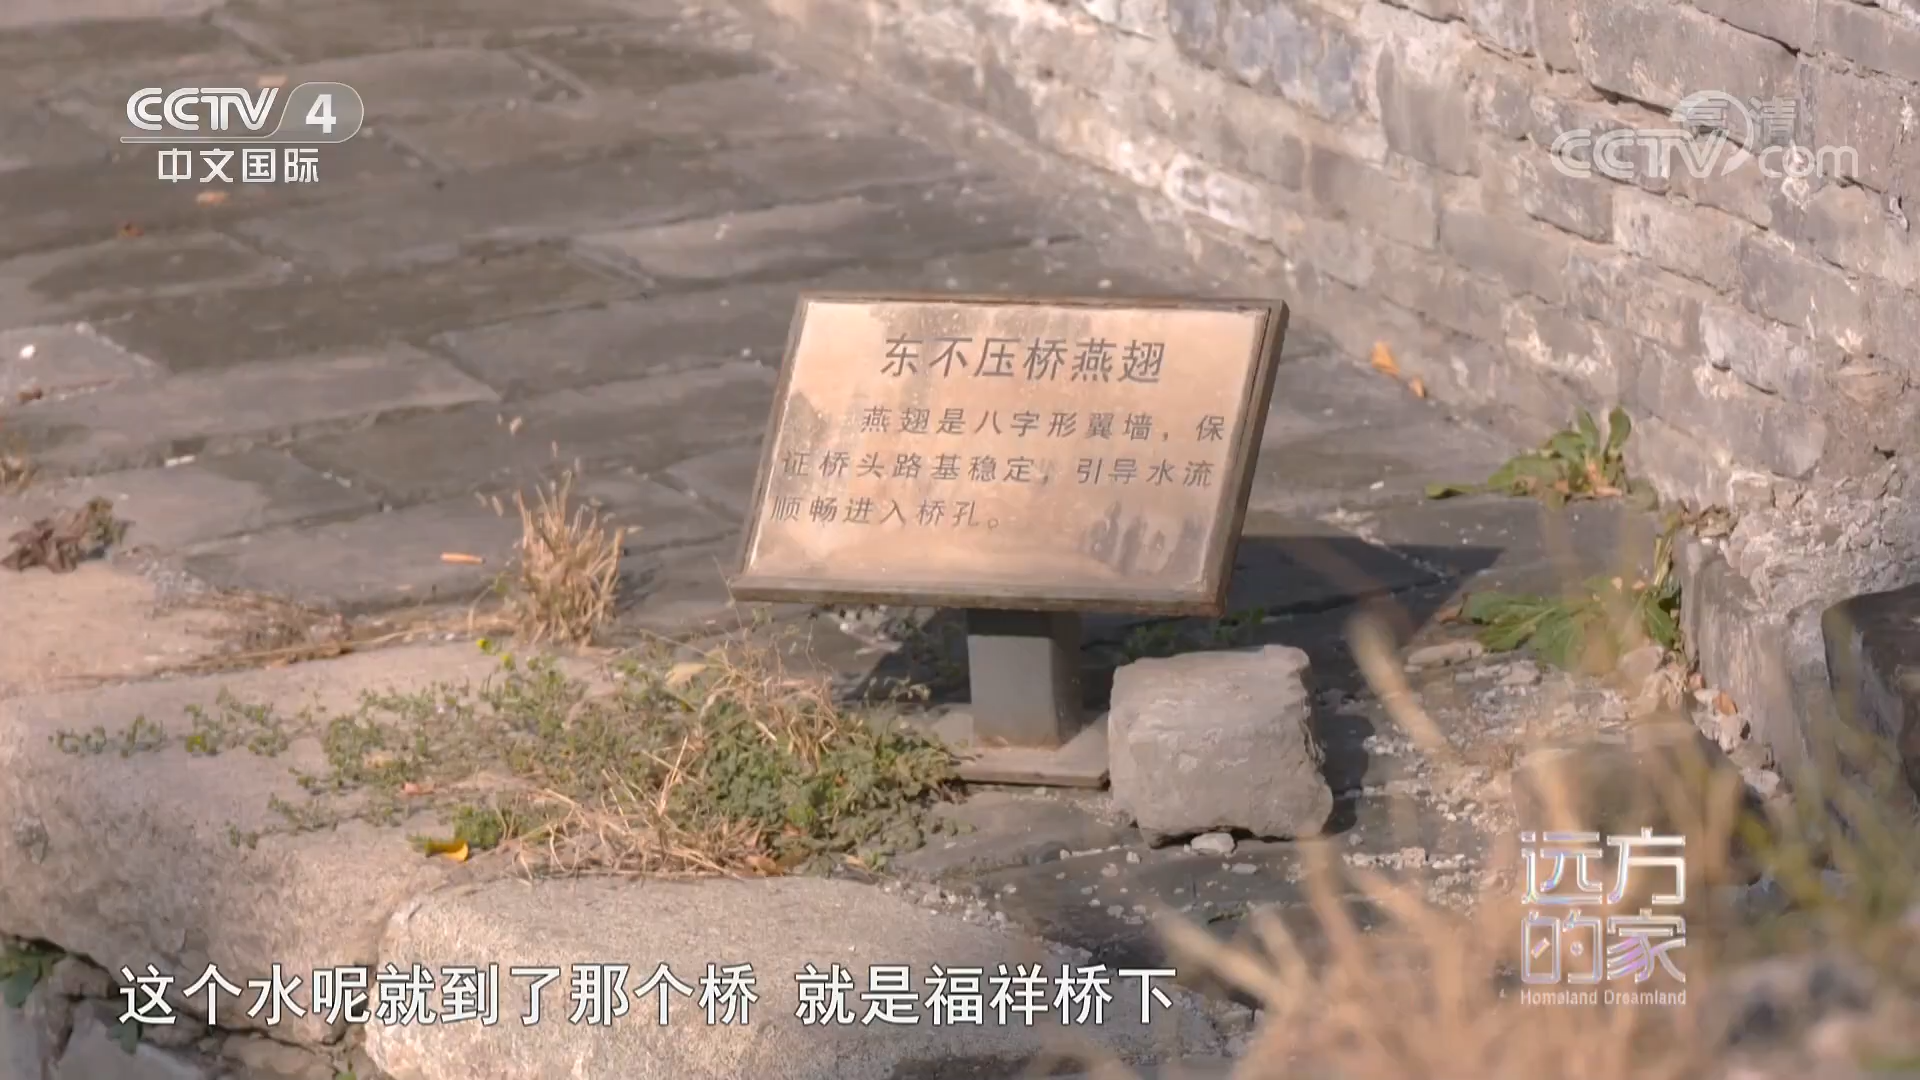 CCTV 4
中文国际
高清
CCTV.com
东不压桥燕翅
燕翅是八字形翼墙，保
证桥头路基稳定，引导水流
顺畅进入桥孔。
远方
的家
Homeland Dreamland
这个水呢就到了那个桥 就是福祥桥下